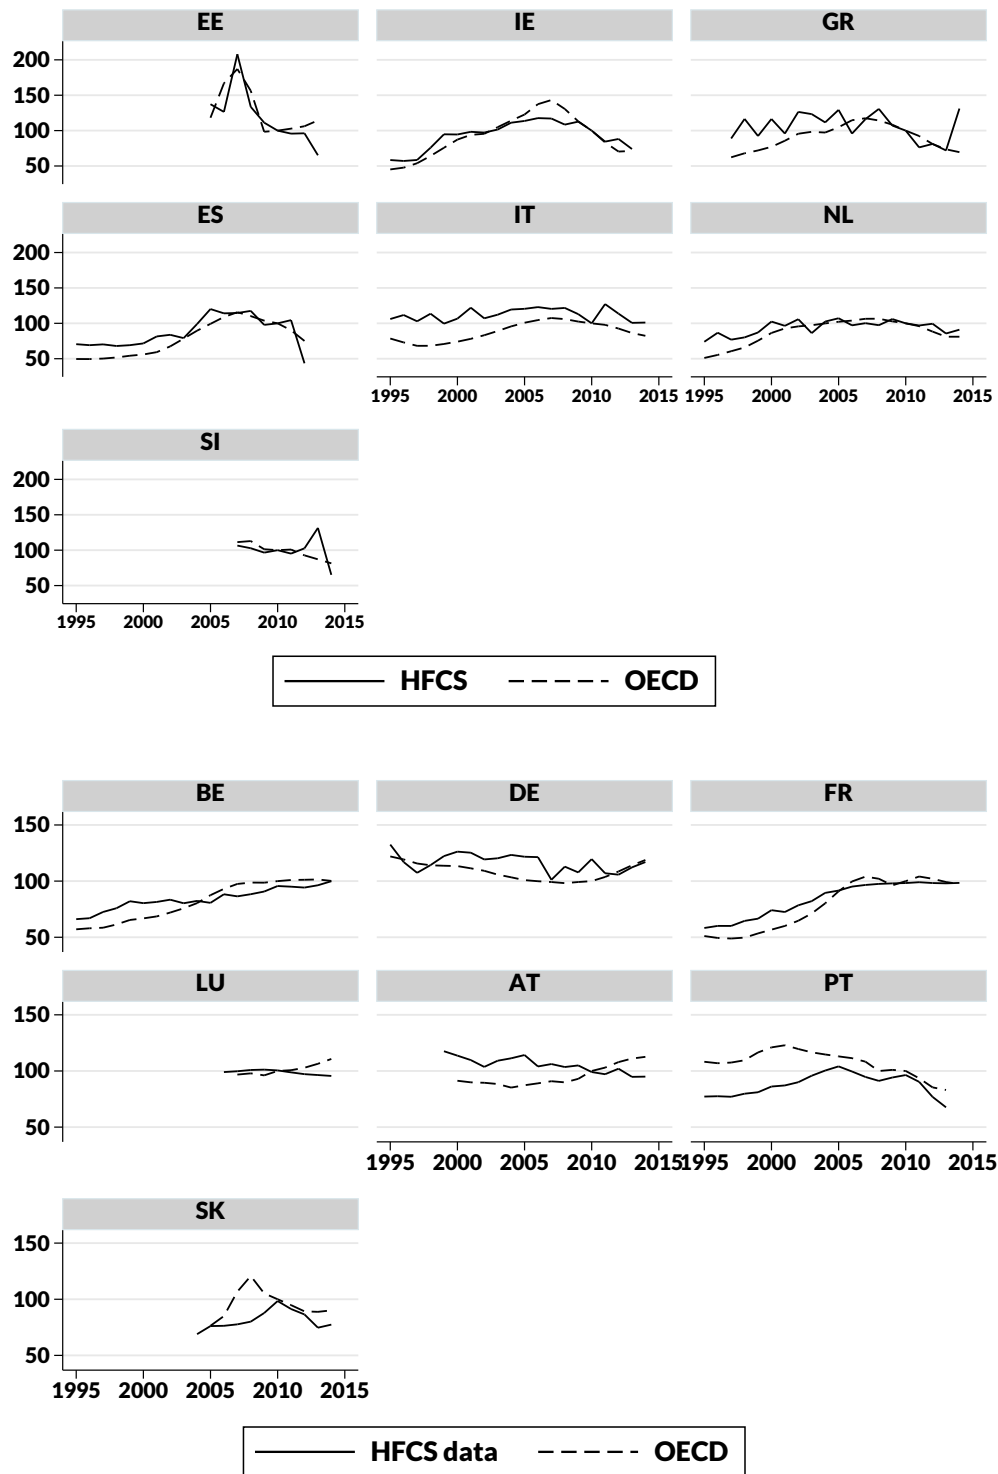 EE IE GR
200
150
100
50
ES IT NL
200
150
100
50
1995 2000 2005 2010 2015 1995 2000 2005 2010 2015
SI
200
150
100
50
1995 2000 2005 2010 2015
HFCS OECD
BE DE FR
150
100
50
LU AT PT
150
100
50
1995 2000 2005 2010 2015 1995 2000 2005 2010 2015
SK
150
100
50
1995 2000 2005 2010 2015
HFCS data OECD